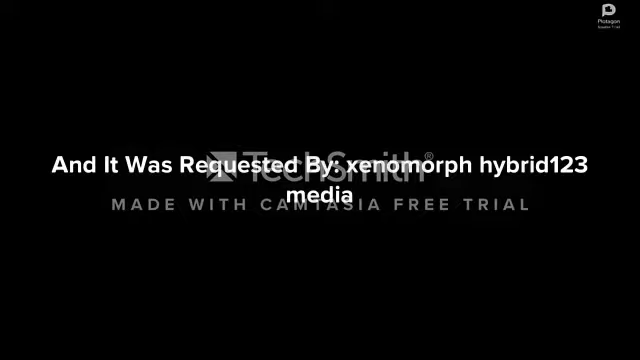 Plotagon
And It Was Requested By: xenomorph hybrid123
TechSmith®
media
MADE WITH CAMTASIA FREE TRIAL